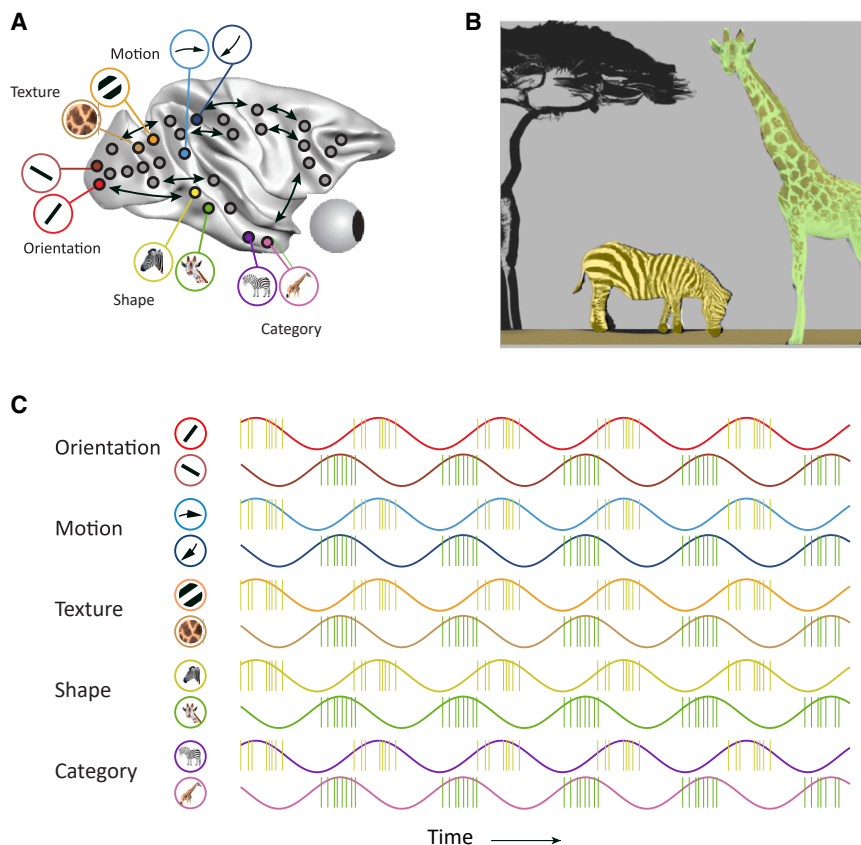 A
Motion
Texture
Orientation
Shape
Category
B
C
Orientation
Motion
Texture
Shape
Category
Time